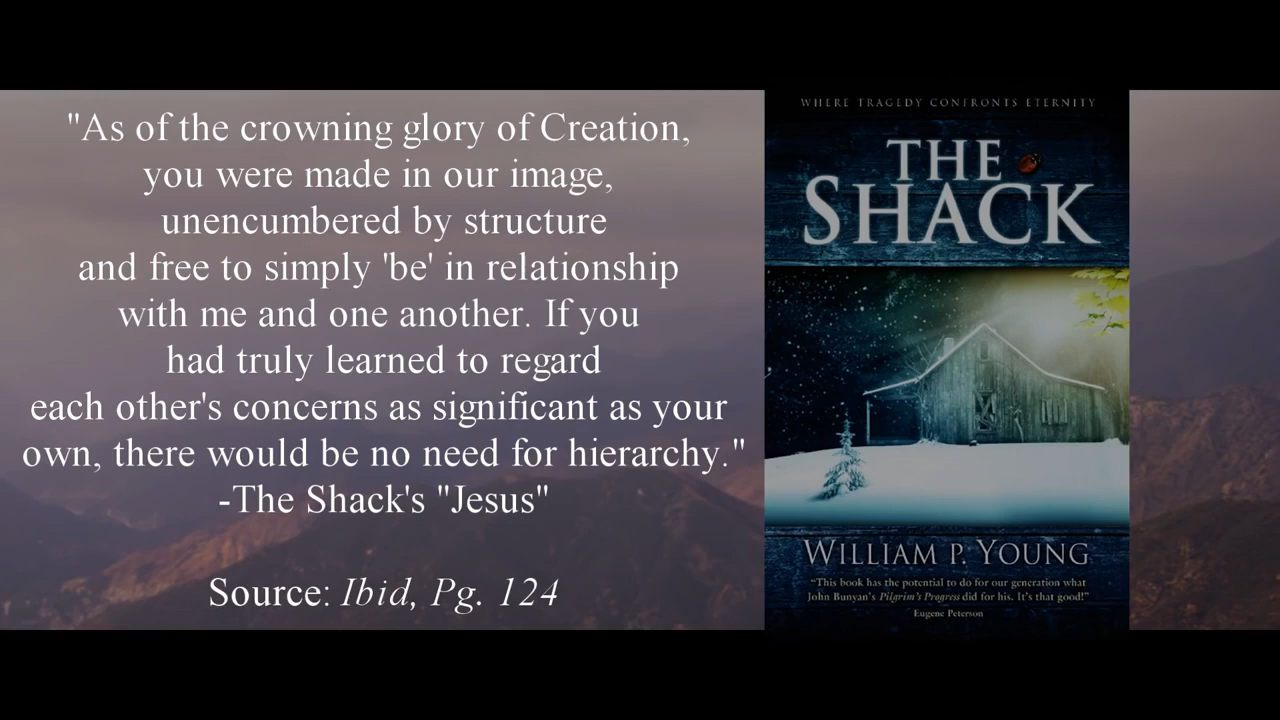 "As of the crowning glory of Creation,
you were made in our image,
unencumbered by structure
and free to simply 'be' in relationship
with me and one another. If you
had truly learned to regard
each other's concerns as significant as your
own, there would be no need for hierarchy."
-The Shack's "Jesus"
Source: Ibid, Pg. 124
WHERE TRAGEDY CONFRONTS ETERNITY
THE
SHACK
WILLIAM P. YOUNG
“This book has the potential to do for our generation what
John Bunyan's Pilgrim's Progress did for his. It's that good!”
Eugene Peterson